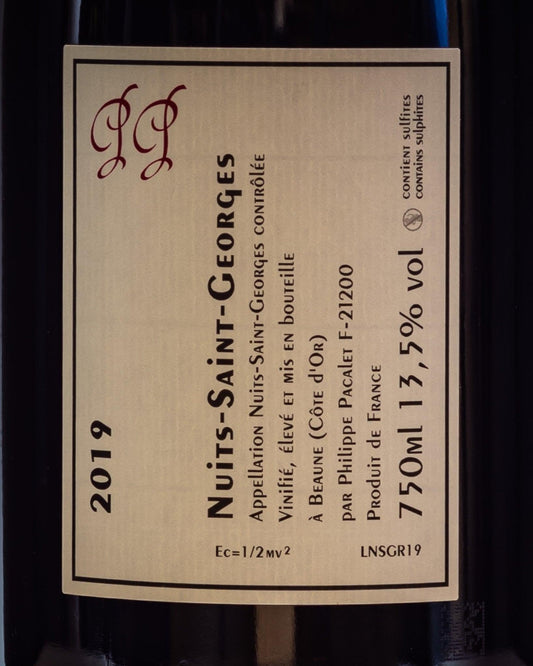 2019
PP
Nuits-Saint-Georges
Appellation Nuits-Saint-Georges contrôlée
Vinifié, élevé et mis en bouteille
à Beaune (Côte d'Or)
par Philippe Pacalet F-21200
Produit de France
750ml 13,5% vol
contient sulfites
contains sulphites
Ec=1/2mv²
LNSGR19